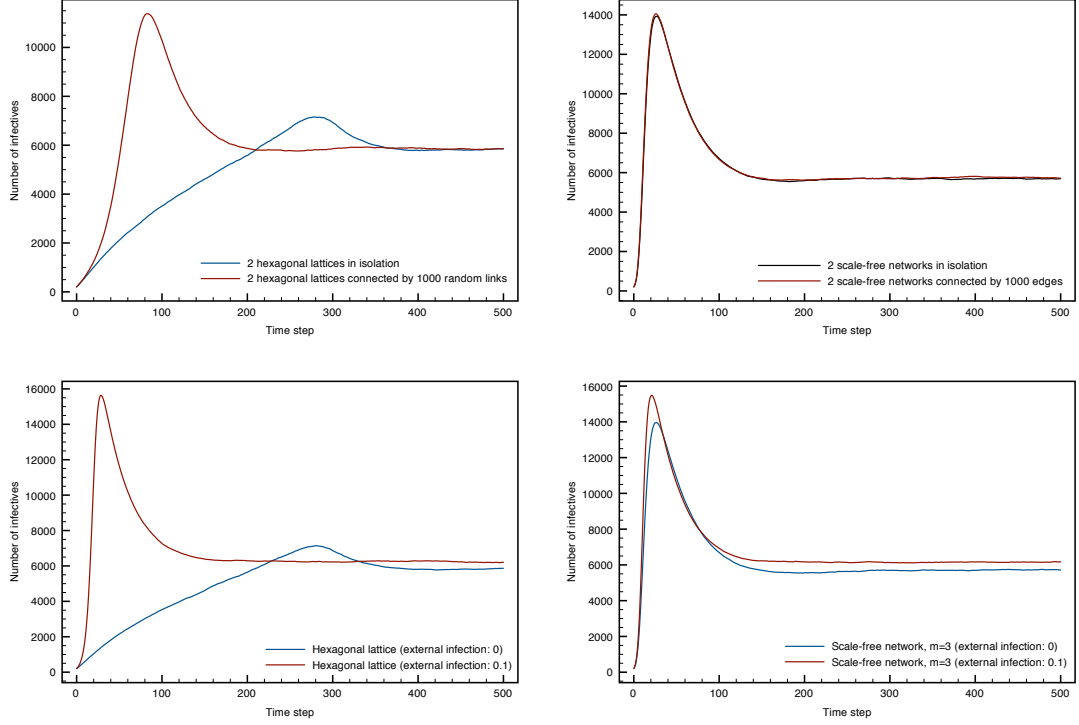 Number of infectives
10000
8000
6000
4000
2000
0
2 hexagonal lattices in isolation
2 hexagonal lattices connected by 1000 random links
0 100 200 300 400 500
Time step
Number of infectives
14000
12000
10000
8000
6000
4000
2000
0
2 scale-free networks in isolation
2 scale-free networks connected by 1000 edges
0 100 200 300 400 500
Time step
Number of infectives
16000
14000
12000
10000
8000
6000
4000
2000
0
Hexagonal lattice (external infection: 0)
Hexagonal lattice (external infection: 0.1)
0 100 200 300 400 500
Time step
Number of infectives
16000
14000
12000
10000
8000
6000
4000
2000
0
Scale-free network, m=3 (external infection: 0)
Scale-free network, m=3 (external infection: 0.1)
0 100 200 300 400 500
Time step